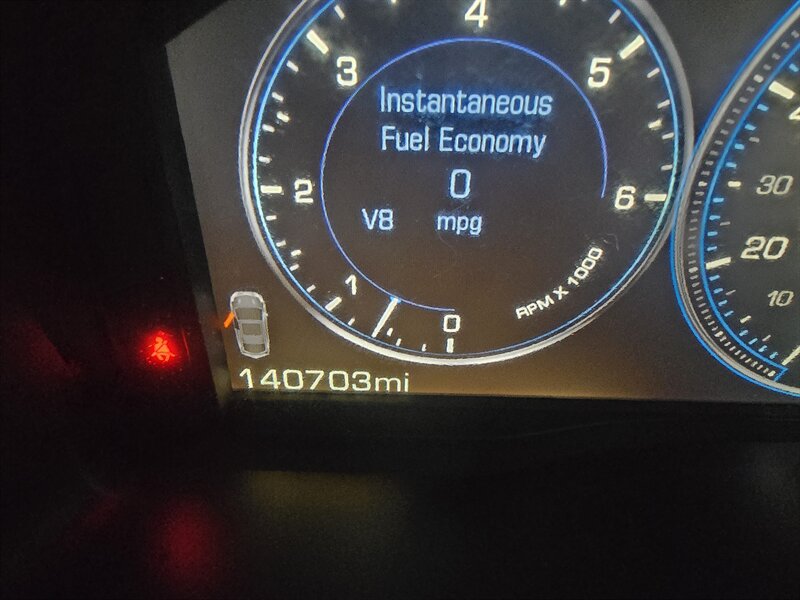 4
3
5
Instantaneous
Fuel Economy
0
2
6
V8 mpg
1
0
RPM X 1000
30
20
10
140703mi